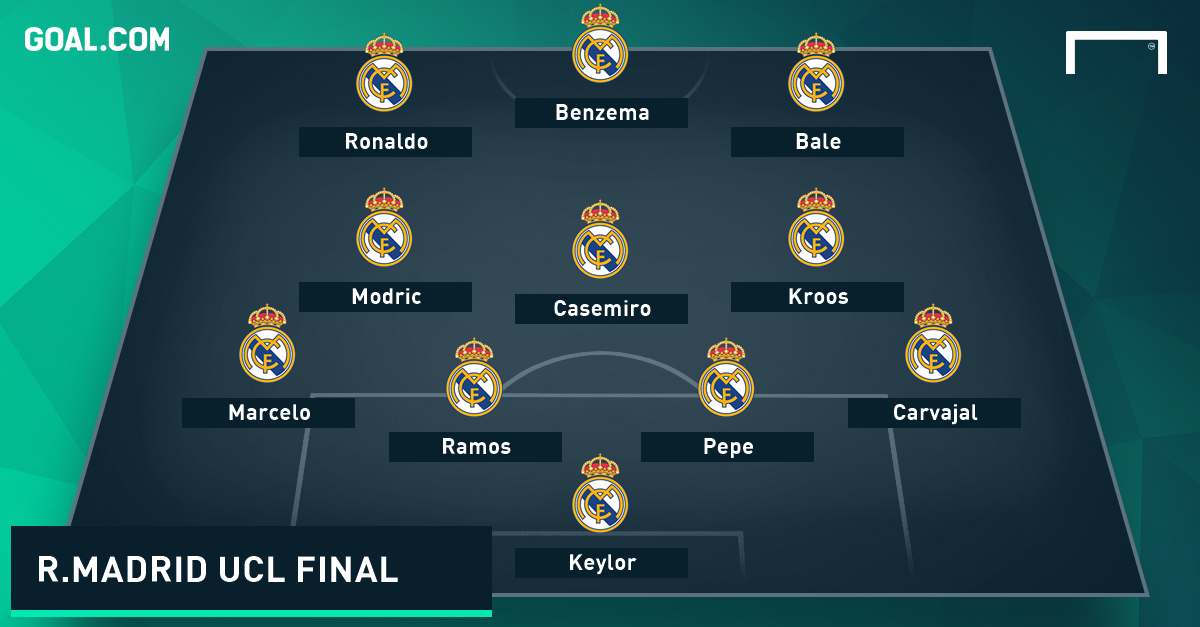 GOAL.COM
Benzema
Ronaldo
Bale
Modric
Casemiro
Kroos
Marcelo
Carvajal
Ramos
Pepe
Keylor
R.MADRID UCL FINAL